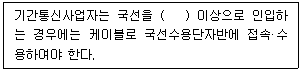 기간통신사업자는 국선을 (   ) 이상으로 인입하
는 경우에는 케이블로 국선수용단자반에 접속·수
용하여야 한다.